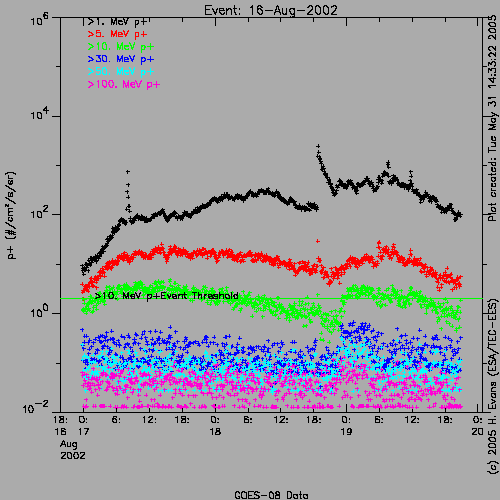 Event: 16-Aug-2002
>1. MeV p+
>5. MeV p+
>10. MeV p+
>30. MeV p+
>50. MeV p+
>100. MeV p+
10^6
10^4
10^2
10^0
10^-2
p+ (#/cm²/s/sr)
>10. MeV p+Event Threshold
18: 0: 6: 12: 18: 0: 6: 12: 18: 0: 6: 12: 18: 0:
16 17 18 19 20
Aug
2002
GOES-08 Data
Plot created: Tue May 31 14:33:22 2005
(c) 2005 H. Evans (ESA/TEC-EES)